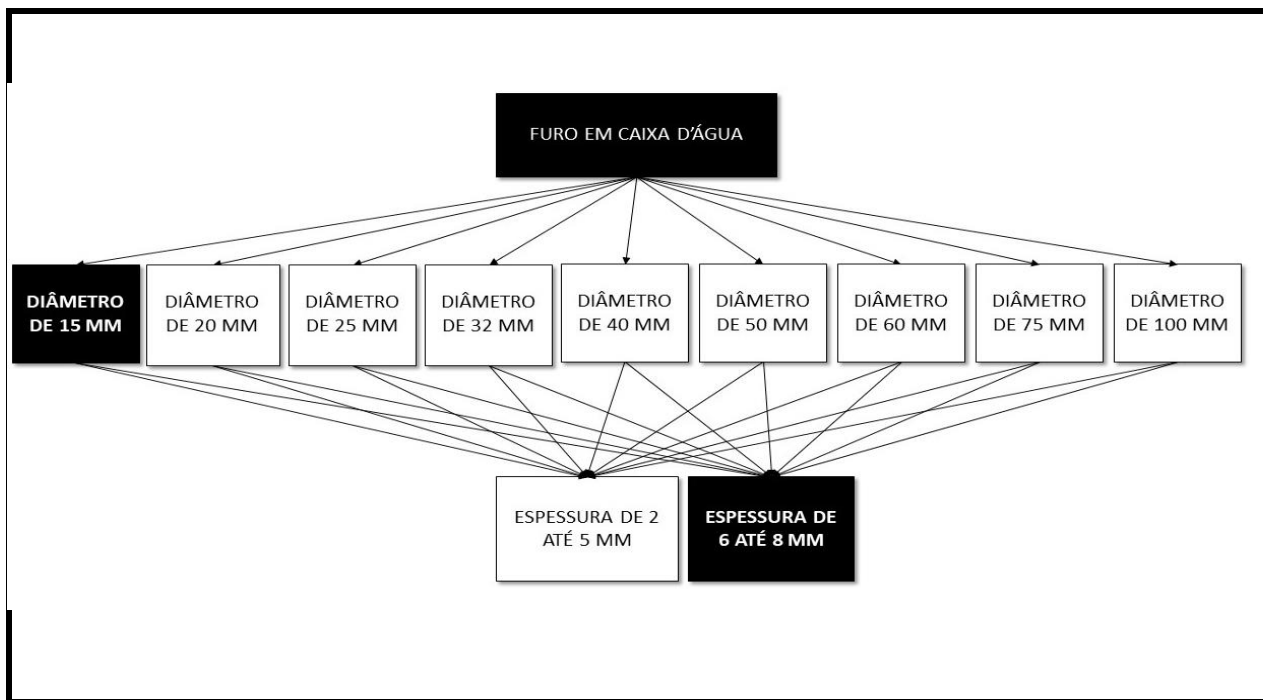 FURO EM CAIXA D'ÁGUA
DIÂMETRO
DE 15 MM
DIÂMETRO
DE 20 MM
DIÂMETRO
DE 25 MM
DIÂMETRO
DE 32 MM
DIÂMETRO
DE 40 MM
DIÂMETRO
DE 50 MM
DIÂMETRO
DE 60 MM
DIÂMETRO
DE 75 MM
DIÂMETRO
DE 100 MM
ESPESSURA DE 2
ATÉ 5 MM
ESPESSURA DE
6 ATÉ 8 MM